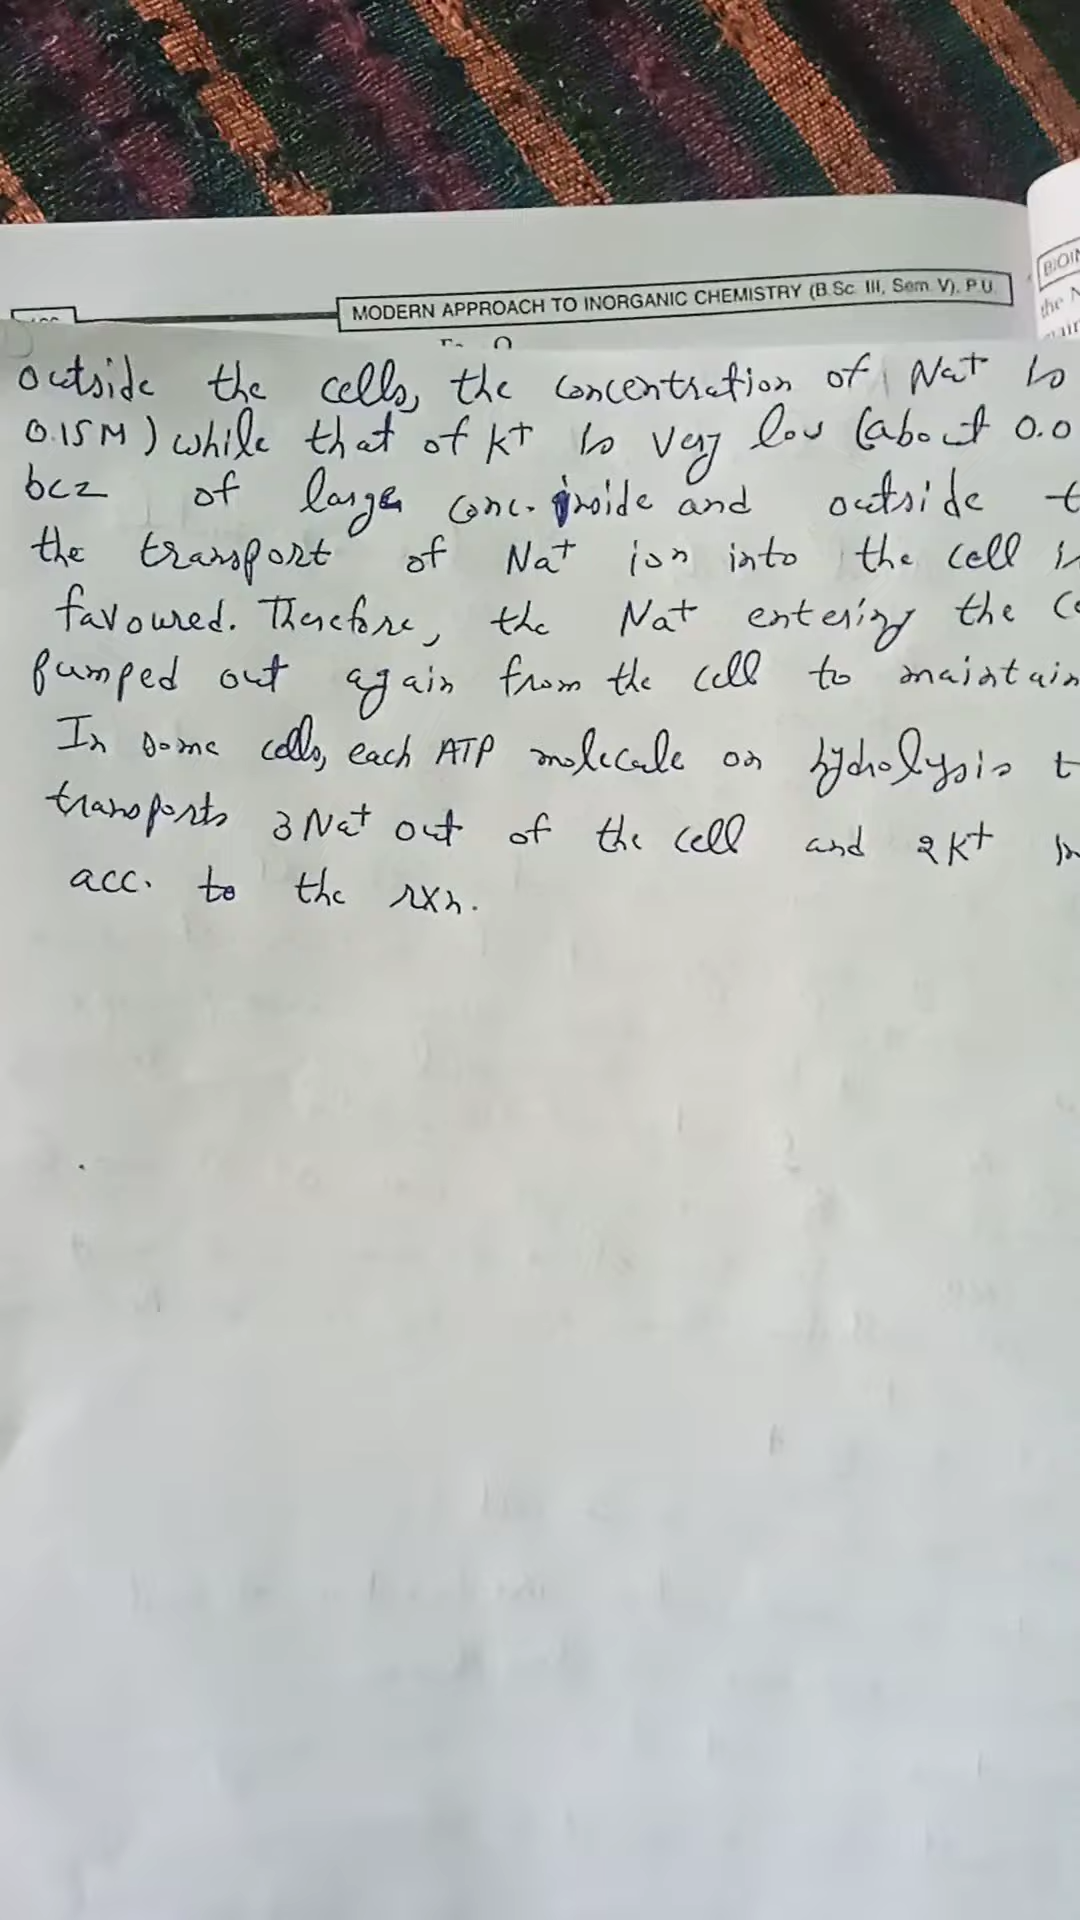 MODERN APPROACH TO INORGANIC CHEMISTRY (B.Sc. III, Sem. V), P.U.
the
outside the cells, the concentration of Na+ is
0.15M) while that of K+ is very low (about 0.0
bcz of large conc. inside and outside t
the transport of Na+ ion into the cell i
favoured. Therefore, the Na+ entering the ce
pumped out again from the cell to maintain
In some cells, each ATP molecule on hydrolysis t
transports 3Na+ out of the cell and 2K+ in
acc. to the rxn.